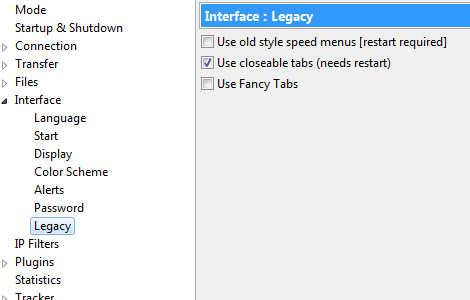 Mode
Startup & Shutdown
Connection
Transfer
Files
Interface
Language
Start
Display
Color Scheme
Alerts
Password
Legacy
IP Filters
Plugins
Statistics
Tracker
Interface : Legacy
Use old style speed menus [restart required]
Use closeable tabs (needs restart)
Use Fancy Tabs